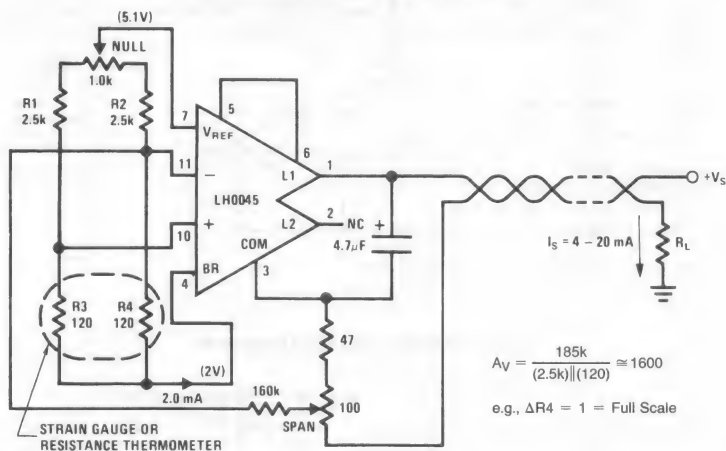 (5.1V)
NULL
1.0k
R1
2.5k
R2
2.5k
7
VREF
5
6
11
−
L1
1
LH0045
10
+
L2
2
NC
+
4.7µF
COM
3
BR
4
+VS
IS = 4 – 20 mA
RL
R3
120
R4
120
47
(2V)
2.0 mA
160k
100
SPAN
STRAIN GAUGE OR
RESISTANCE THERMOMETER
AV = 185k / (2.5k)||(120) ≅ 1600
e.g., ΔR4 = 1 = Full Scale